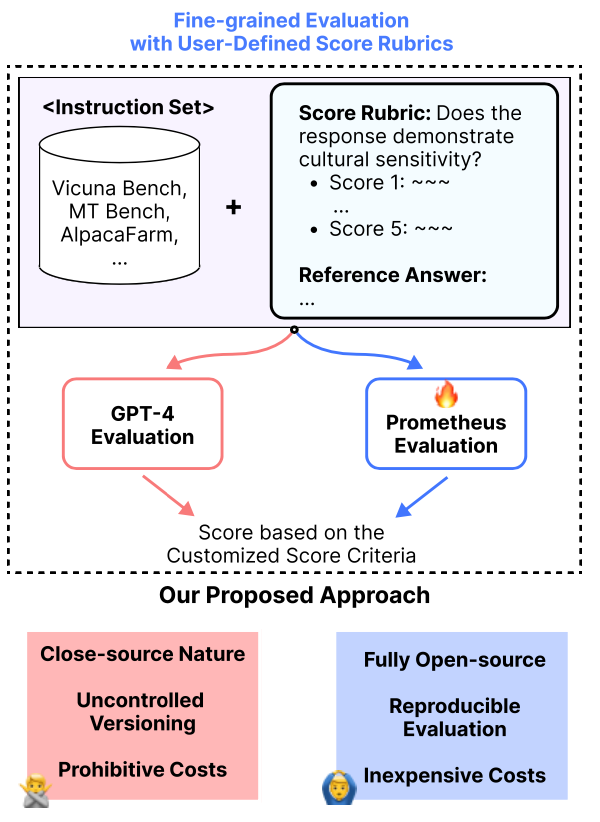 Fine-grained Evaluation
with User-Defined Score Rubrics
<Instruction Set>
Vicuna Bench,
MT Bench,
AlpacaFarm,
...
+
Score Rubric: Does the
response demonstrate
cultural sensitivity?
• Score 1: ~~~
...
• Score 5: ~~~
Reference Answer:
...
GPT-4
Evaluation
Prometheus
Evaluation
Score based on the
Customized Score Criteria
Our Proposed Approach
Close-source Nature
Uncontrolled
Versioning
Prohibitive Costs
Fully Open-source
Reproducible
Evaluation
Inexpensive Costs